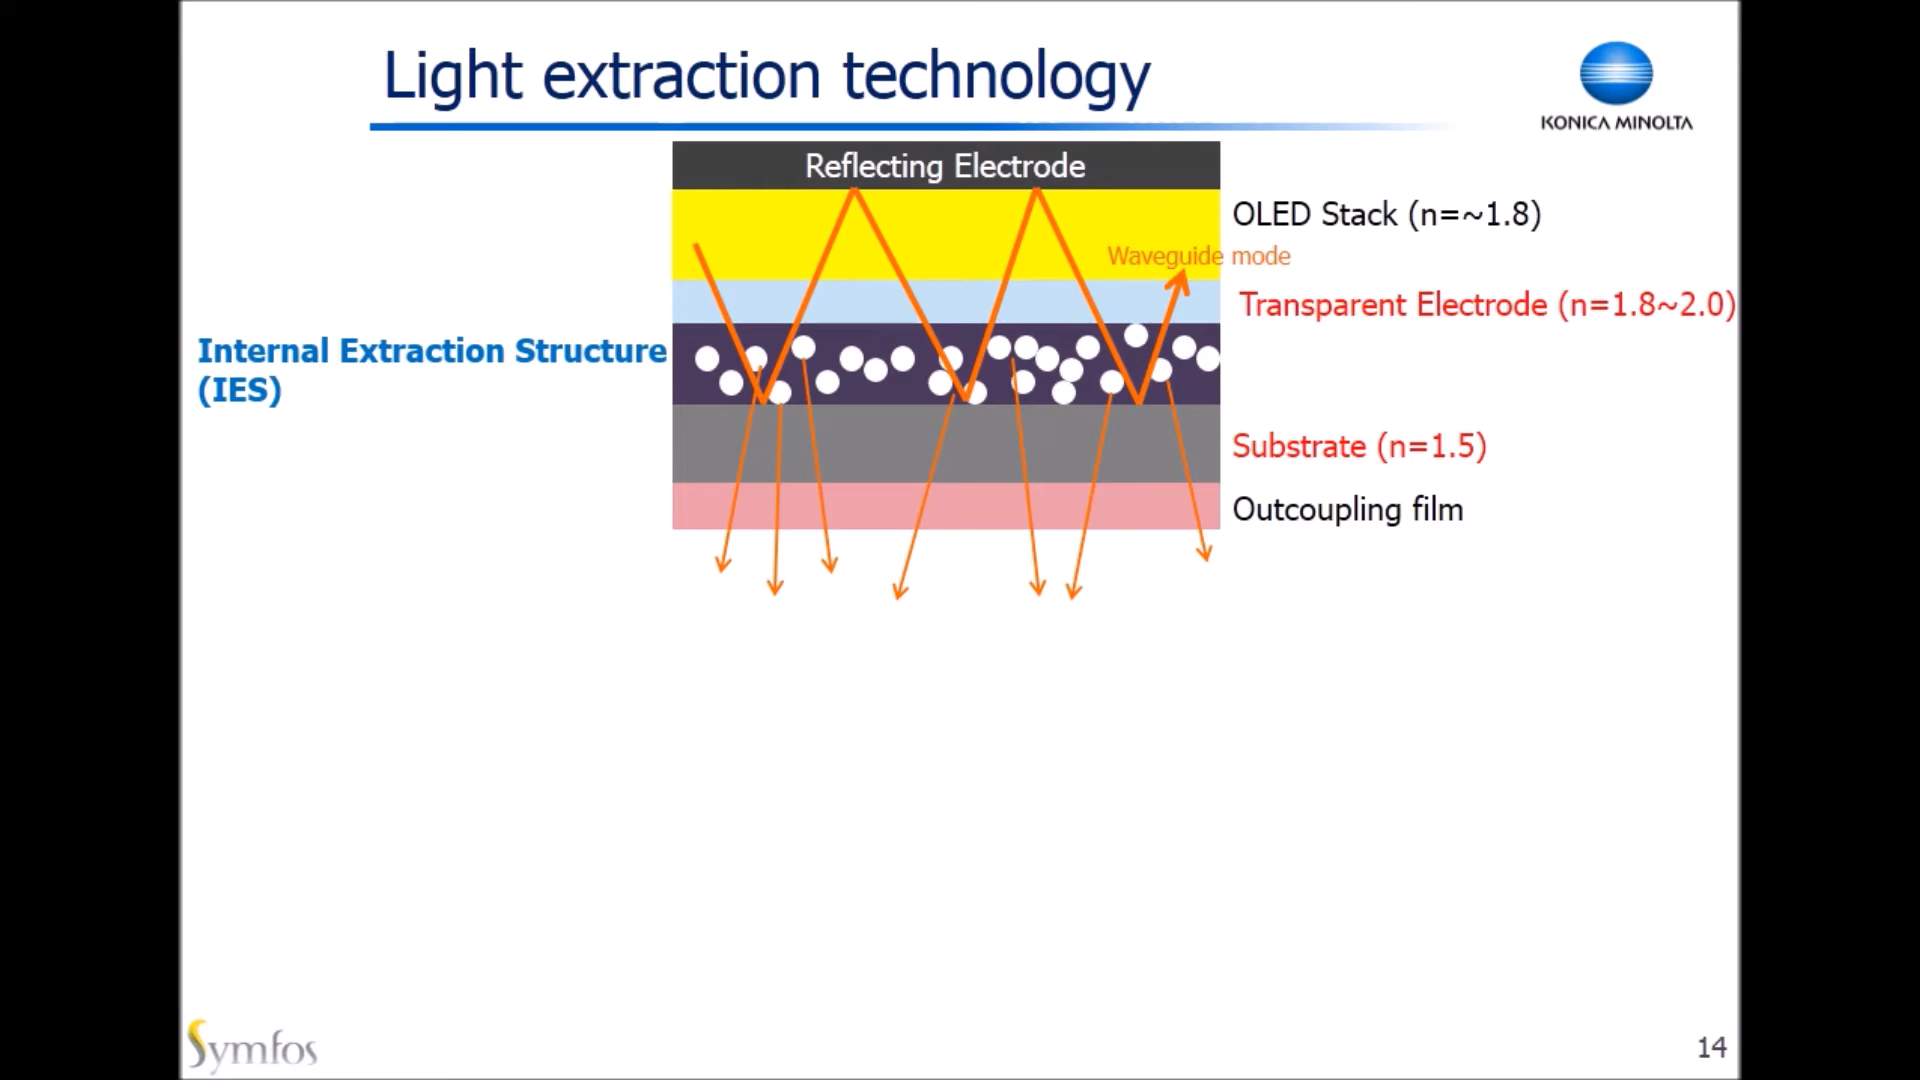 Light extraction technology
KONICA MINOLTA
Reflecting Electrode
OLED Stack (n=~1.8)
Waveguide mode
Transparent Electrode (n=1.8~2.0)
Internal Extraction Structure
(IES)
Substrate (n=1.5)
Outcoupling film
Symfos
14